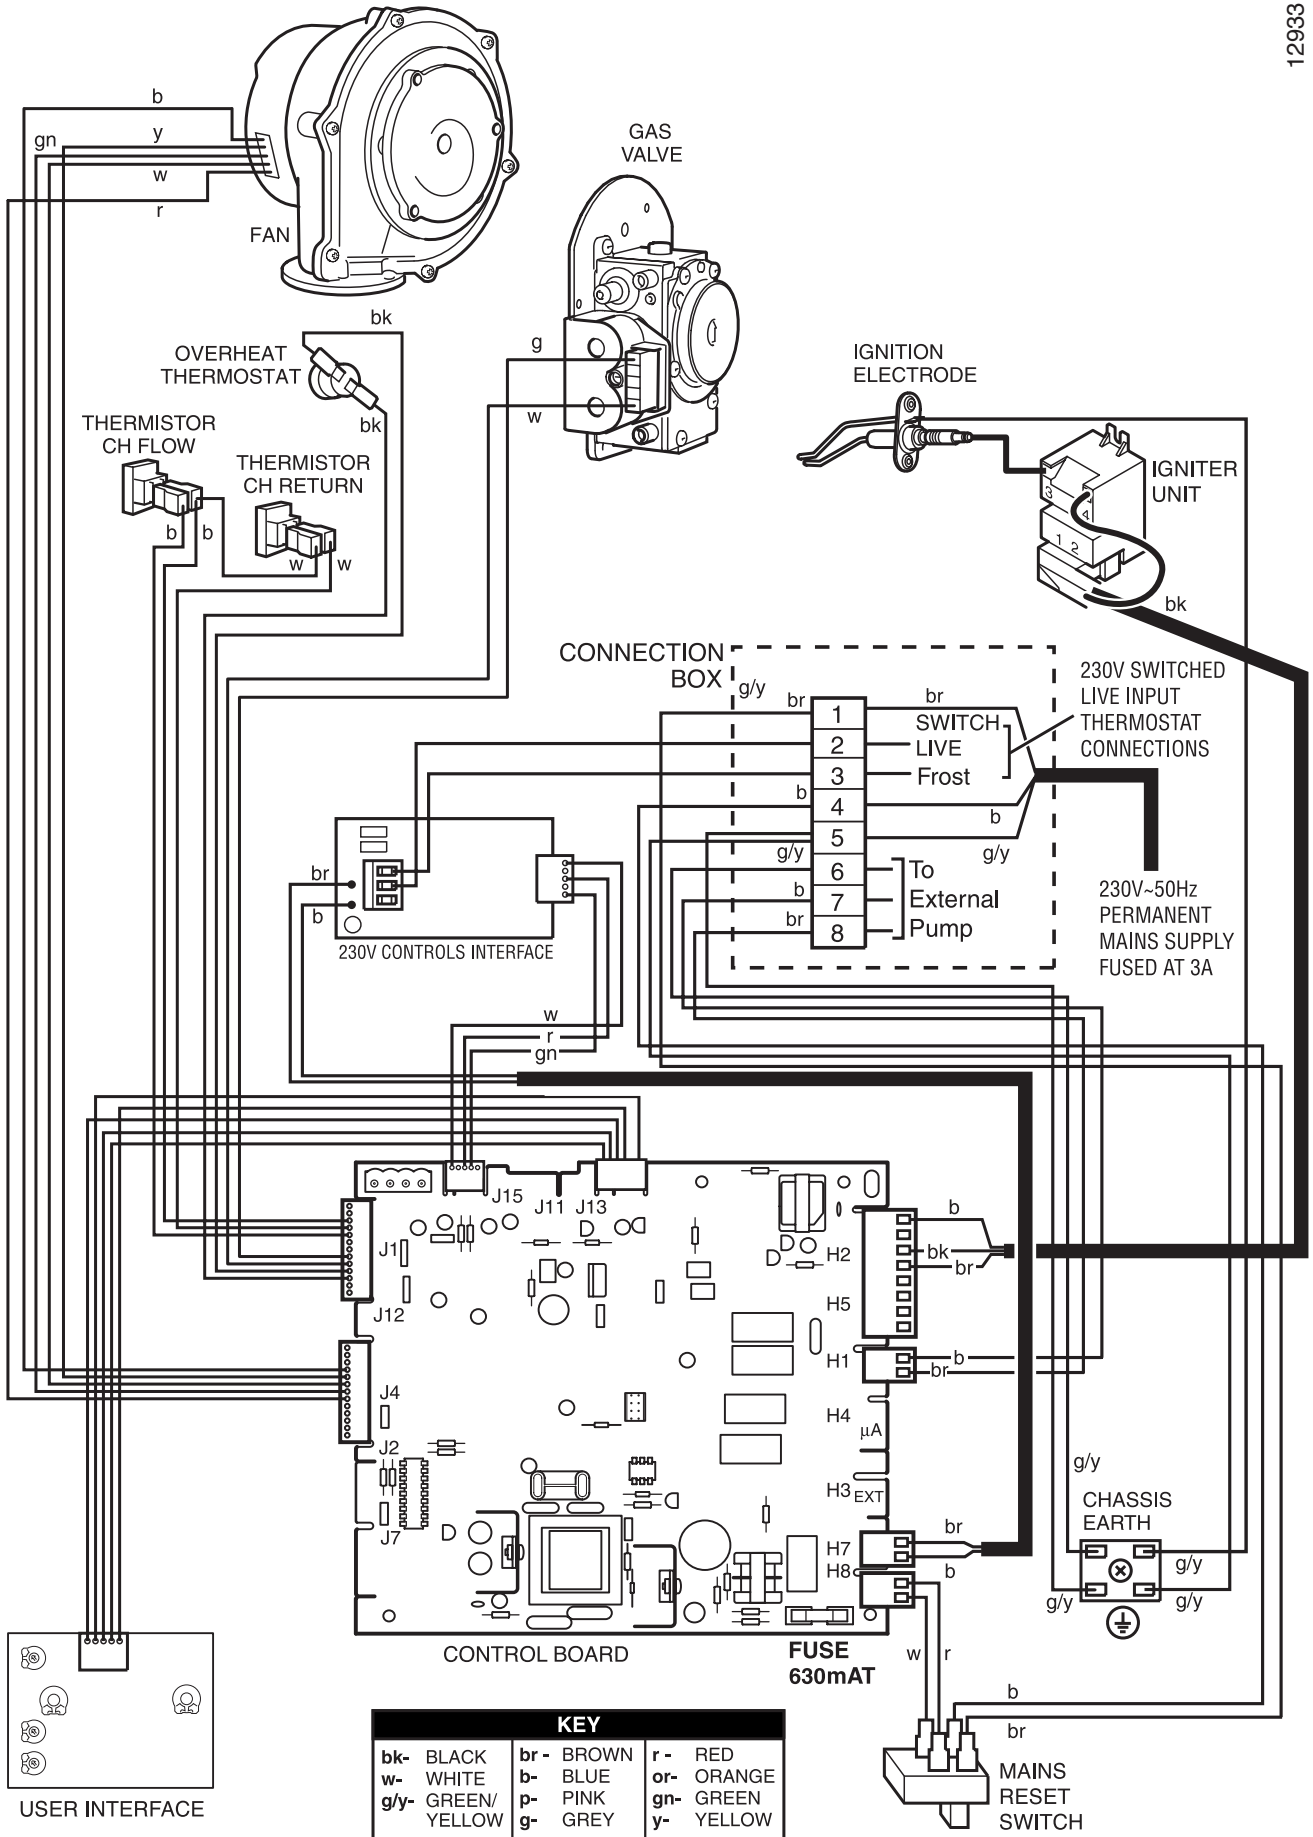 12933
b
gn
y
w
r
FAN
GAS
VALVE
bk
OVERHEAT
THERMOSTAT
bk
g
w
IGNITION
ELECTRODE
THERMISTOR
CH FLOW
THERMISTOR
CH RETURN
b
b
w
w
IGNITER
UNIT
3
4
1 2
bk
CONNECTION
BOX
g/y
br
1
br
SWITCH
2
LIVE
3
Frost
b
4
b
5
g/y
g/y
6
To
b
7
External
br
8
Pump
230V SWITCHED
LIVE INPUT
THERMOSTAT
CONNECTIONS
230V~50Hz
PERMANENT
MAINS SUPPLY
FUSED AT 3A
br
b
230V CONTROLS INTERFACE
w
r
gn
J15
J11
J13
J1
J12
J4
J2
J7
H2
H5
H1
H4
µA
H3
EXT
H7
H8
b
bk
br
b
br
br
b
g/y
CHASSIS
EARTH
g/y
g/y
g/y
CONTROL BOARD
FUSE
630mAT
w
r
b
br
MAINS
RESET
SWITCH
USER INTERFACE
KEY
bk- BLACK
w- WHITE
g/y- GREEN/
YELLOW
br - BROWN
b- BLUE
p- PINK
g- GREY
r - RED
or- ORANGE
gn- GREEN
y- YELLOW